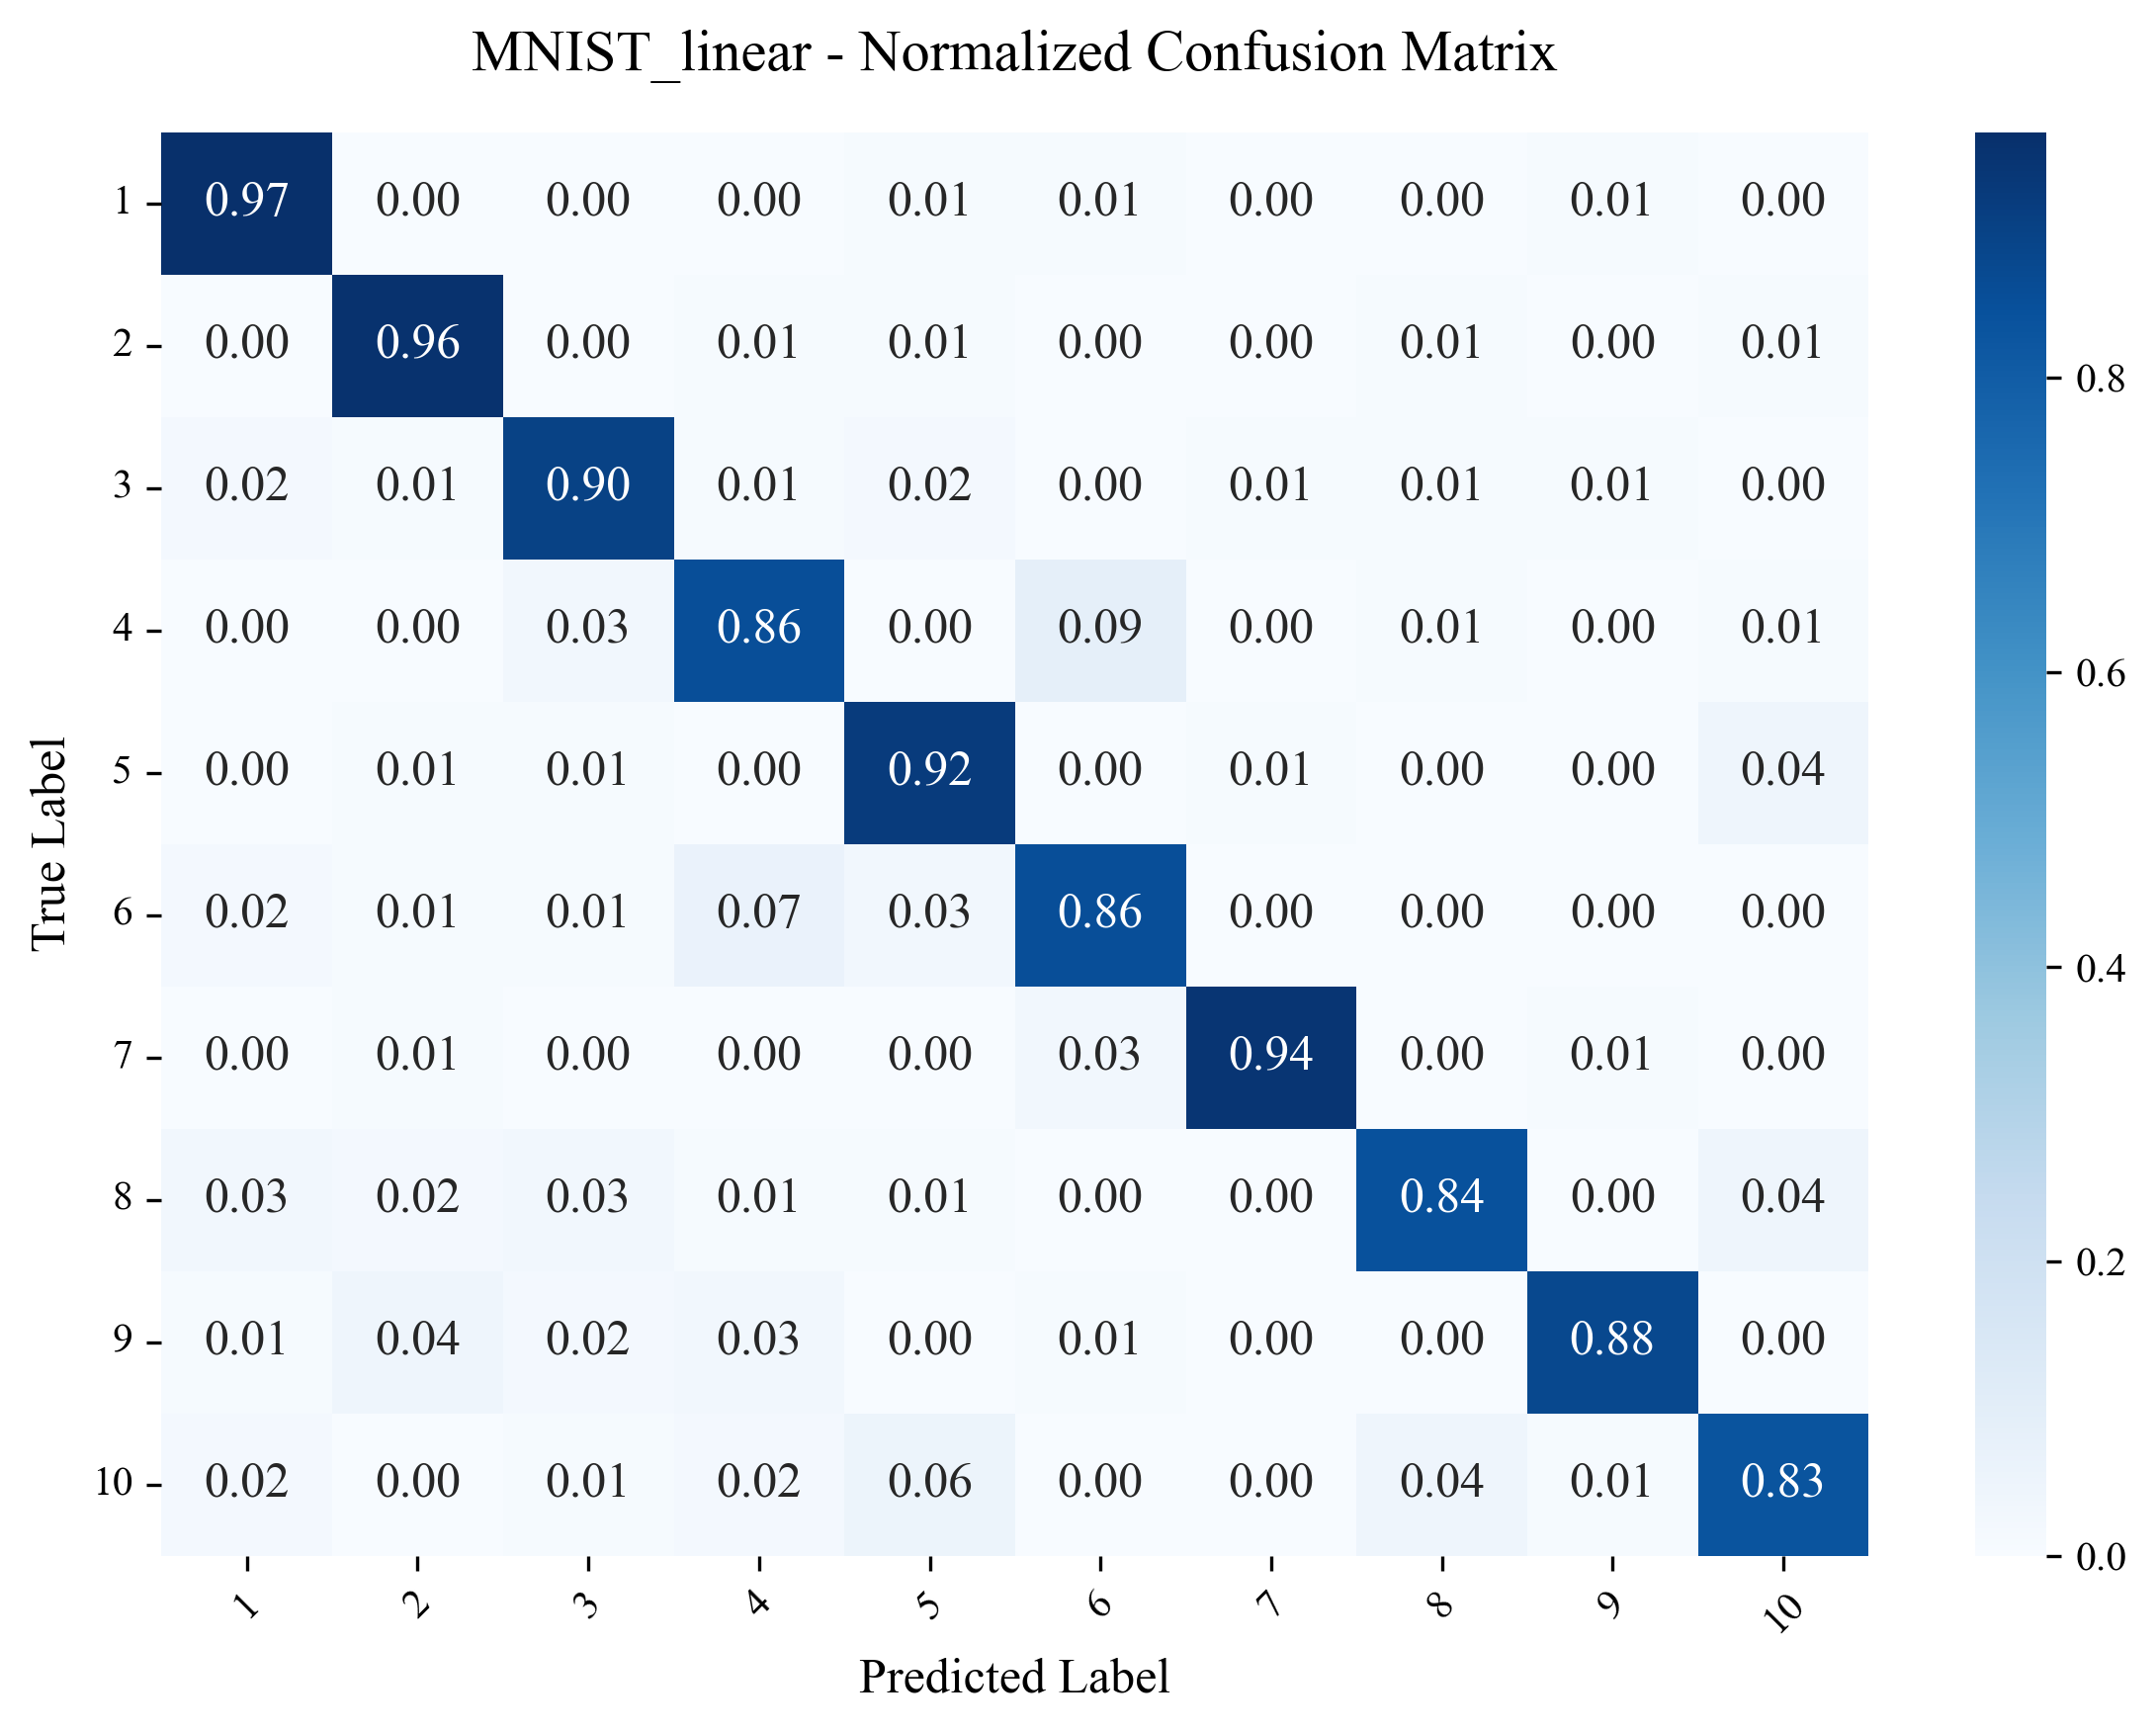 MNIST_linear - Normalized Confusion Matrix
1 0.97 0.00 0.00 0.00 0.01 0.01 0.00 0.00 0.01 0.00
2 0.00 0.96 0.00 0.01 0.01 0.00 0.00 0.01 0.00 0.01
3 0.02 0.01 0.90 0.01 0.02 0.00 0.01 0.01 0.01 0.00
4 0.00 0.00 0.03 0.86 0.00 0.09 0.00 0.01 0.00 0.01
5 0.00 0.01 0.01 0.00 0.92 0.00 0.01 0.00 0.00 0.04
6 0.02 0.01 0.01 0.07 0.03 0.86 0.00 0.00 0.00 0.00
7 0.00 0.01 0.00 0.00 0.00 0.03 0.94 0.00 0.01 0.00
8 0.03 0.02 0.03 0.01 0.01 0.00 0.00 0.84 0.00 0.04
9 0.01 0.04 0.02 0.03 0.00 0.01 0.00 0.00 0.88 0.00
10 0.02 0.00 0.01 0.02 0.06 0.00 0.00 0.04 0.01 0.83
1 2 3 4 5 6 7 8 9 10
Predicted Label
True Label
0.8
0.6
0.4
0.2
0.0